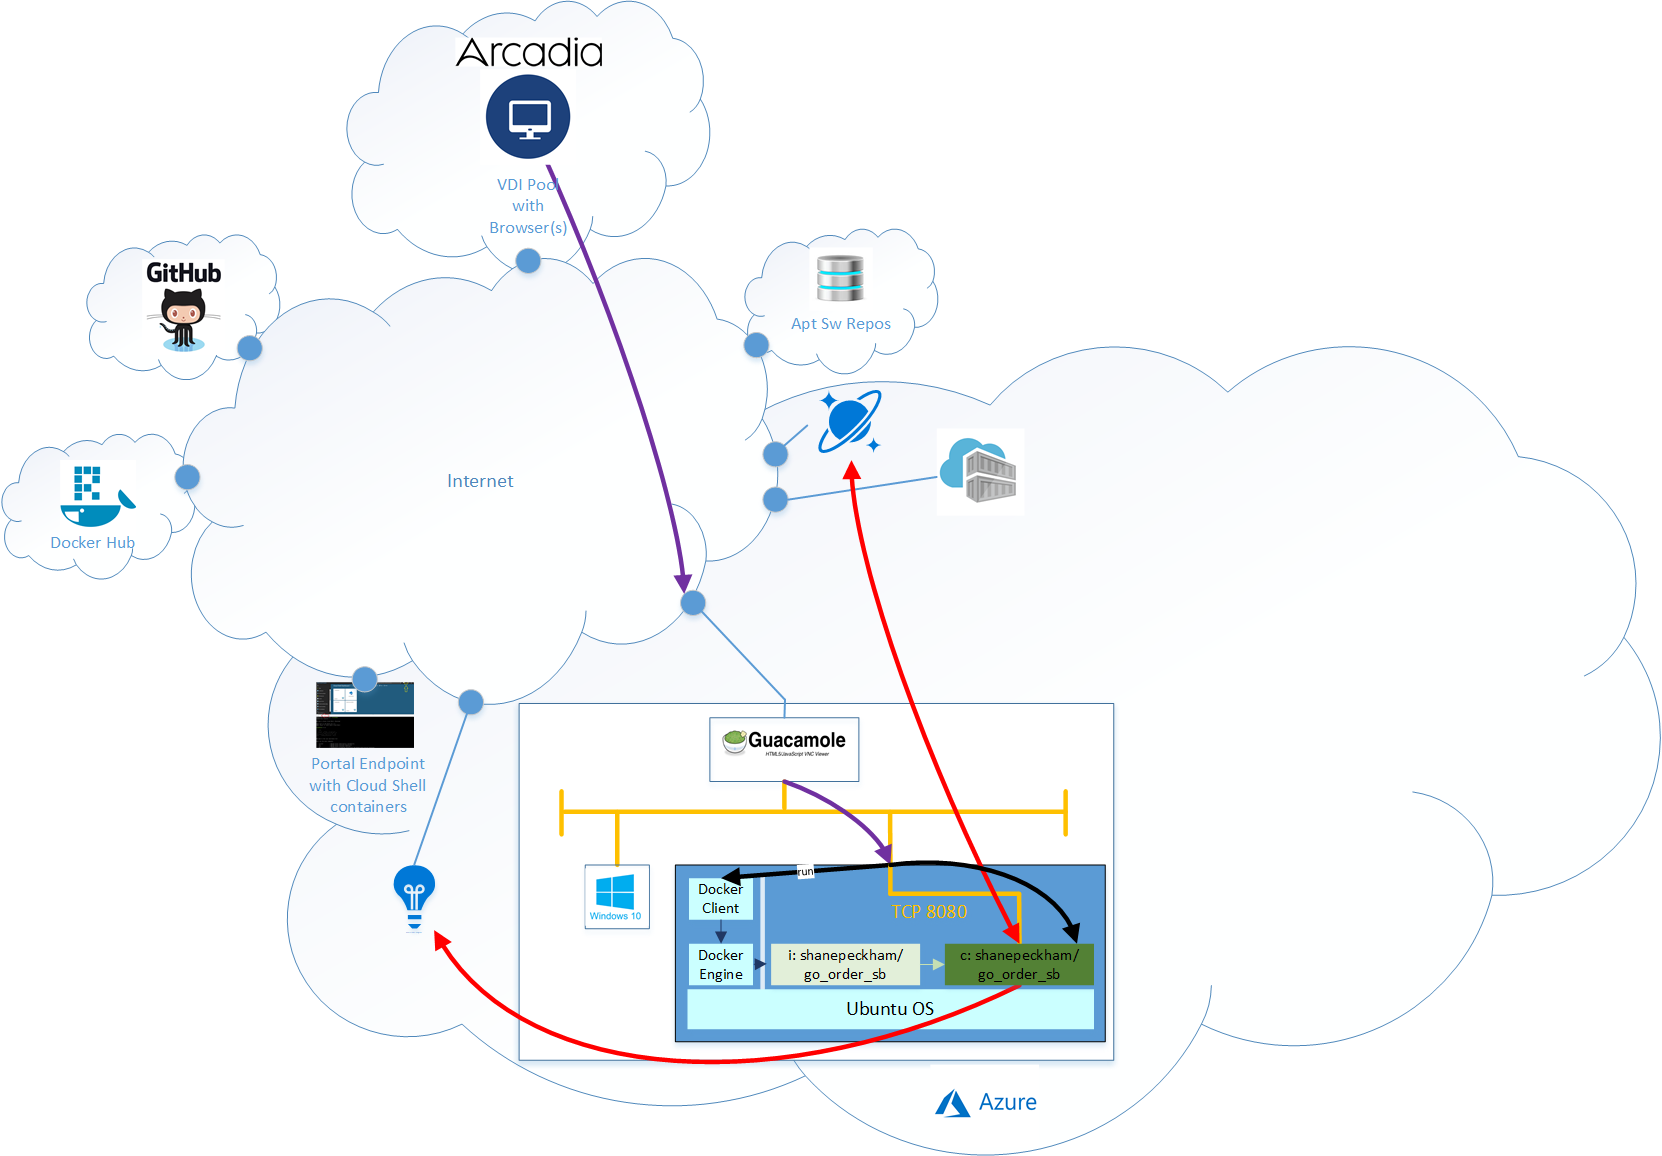 Arcadia
VDI Pool
with
Browser(s)
GitHub
Apt Sw Repos
Internet
Docker Hub
Portal Endpoint
with Cloud Shell
containers
Guacamole
HTML5/JavaScript VNC Viewer
Windows 10
run
Docker
Client
TCP 8080
Docker
Engine
i: shanepeckham/
go_order_sb
c: shanepeckham/
go_order_sb
Ubuntu OS
Azure